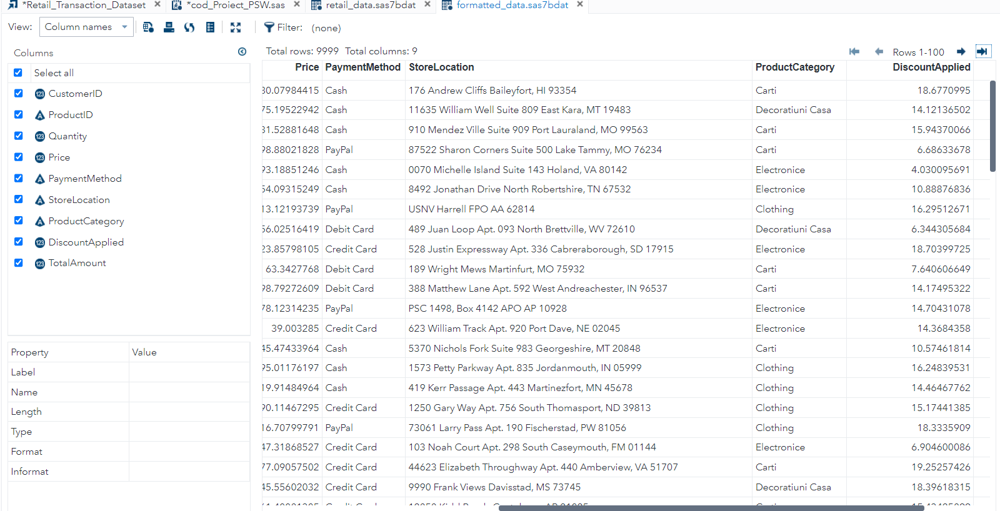 *Retail_Transaction_Dataset *cod_Proiect_PSW.sas retail_data.sas7bdat formatted_data.sas7bdat
View: Column names Filter: (none)
Columns
Select all
CustomerID
ProductID
Quantity
Price
PaymentMethod
StoreLocation
ProductCategory
DiscountApplied
TotalAmount
Property Value
Label
Name
Length
Type
Format
Informat
Total rows: 9999 Total columns: 9 Rows 1-100
Price PaymentMethod StoreLocation ProductCategory DiscountApplied
30.07984415 Cash 176 Andrew Cliffs Baileyfort, HI 93354 Carti 18.6770995
75.19522942 Cash 11635 William Well Suite 809 East Kara, MT 19483 Decoratiuni Casa 14.12136502
31.52881648 Cash 910 Mendez Ville Suite 909 Port Lauraland, MO 99563 Carti 15.94370066
98.88021828 PayPal 87522 Sharon Corners Suite 500 Lake Tammy, MO 76234 Carti 6.68633678
93.18851246 Cash 0070 Michelle Island Suite 143 Holand, VA 80142 Electronice 4.030095691
54.09315249 Cash 8492 Jonathan Drive North Robertshire, TN 67532 Electronice 10.88876836
13.12193739 PayPal USNV Harrell FPO AA 62814 Clothing 16.29512671
56.02516419 Debit Card 489 Juan Loop Apt. 093 North Brettville, WV 72610 Decoratiuni Casa 6.344305684
23.85798105 Credit Card 528 Justin Expressway Apt. 336 Cabreraborough, SD 17915 Electronice 18.70399725
63.3427768 Debit Card 189 Wright Mews Martinfurt, MO 75932 Carti 7.640606649
98.79272609 Debit Card 388 Matthew Lane Apt. 592 West Andreachester, IN 96537 Carti 14.17495322
78.12314235 PayPal PSC 1498, Box 4142 APO AP 10928 Electronice 14.70431078
39.003285 Credit Card 623 William Track Apt. 920 Port Dave, NE 02045 Electronice 14.3684358
45.47433964 Cash 5370 Nichols Fork Suite 983 Georgeshire, MT 20848 Carti 10.57461814
95.01176197 Cash 1573 Petty Parkway Apt. 835 Jordanmouth, IN 05999 Clothing 16.24839531
19.91484964 Cash 419 Kerr Passage Apt. 443 Martinezfort, MN 45678 Clothing 14.46467762
90.11467295 Credit Card 1250 Gary Way Apt. 756 South Thomasport, ND 39813 Clothing 15.17441385
16.70799791 PayPal 73061 Larry Pass Apt. 190 Fischerstad, PW 81056 Clothing 18.3335909
47.31868527 Credit Card 103 Noah Court Apt. 298 South Caseymouth, FM 01144 Electronice 6.904600086
77.09057502 Credit Card 44623 Elizabeth Throughway Apt. 440 Amberview, VA 51707 Carti 19.25257426
45.55602032 Credit Card 9990 Frank Views Davisstad, MS 73745 Decoratiuni Casa 18.39618315